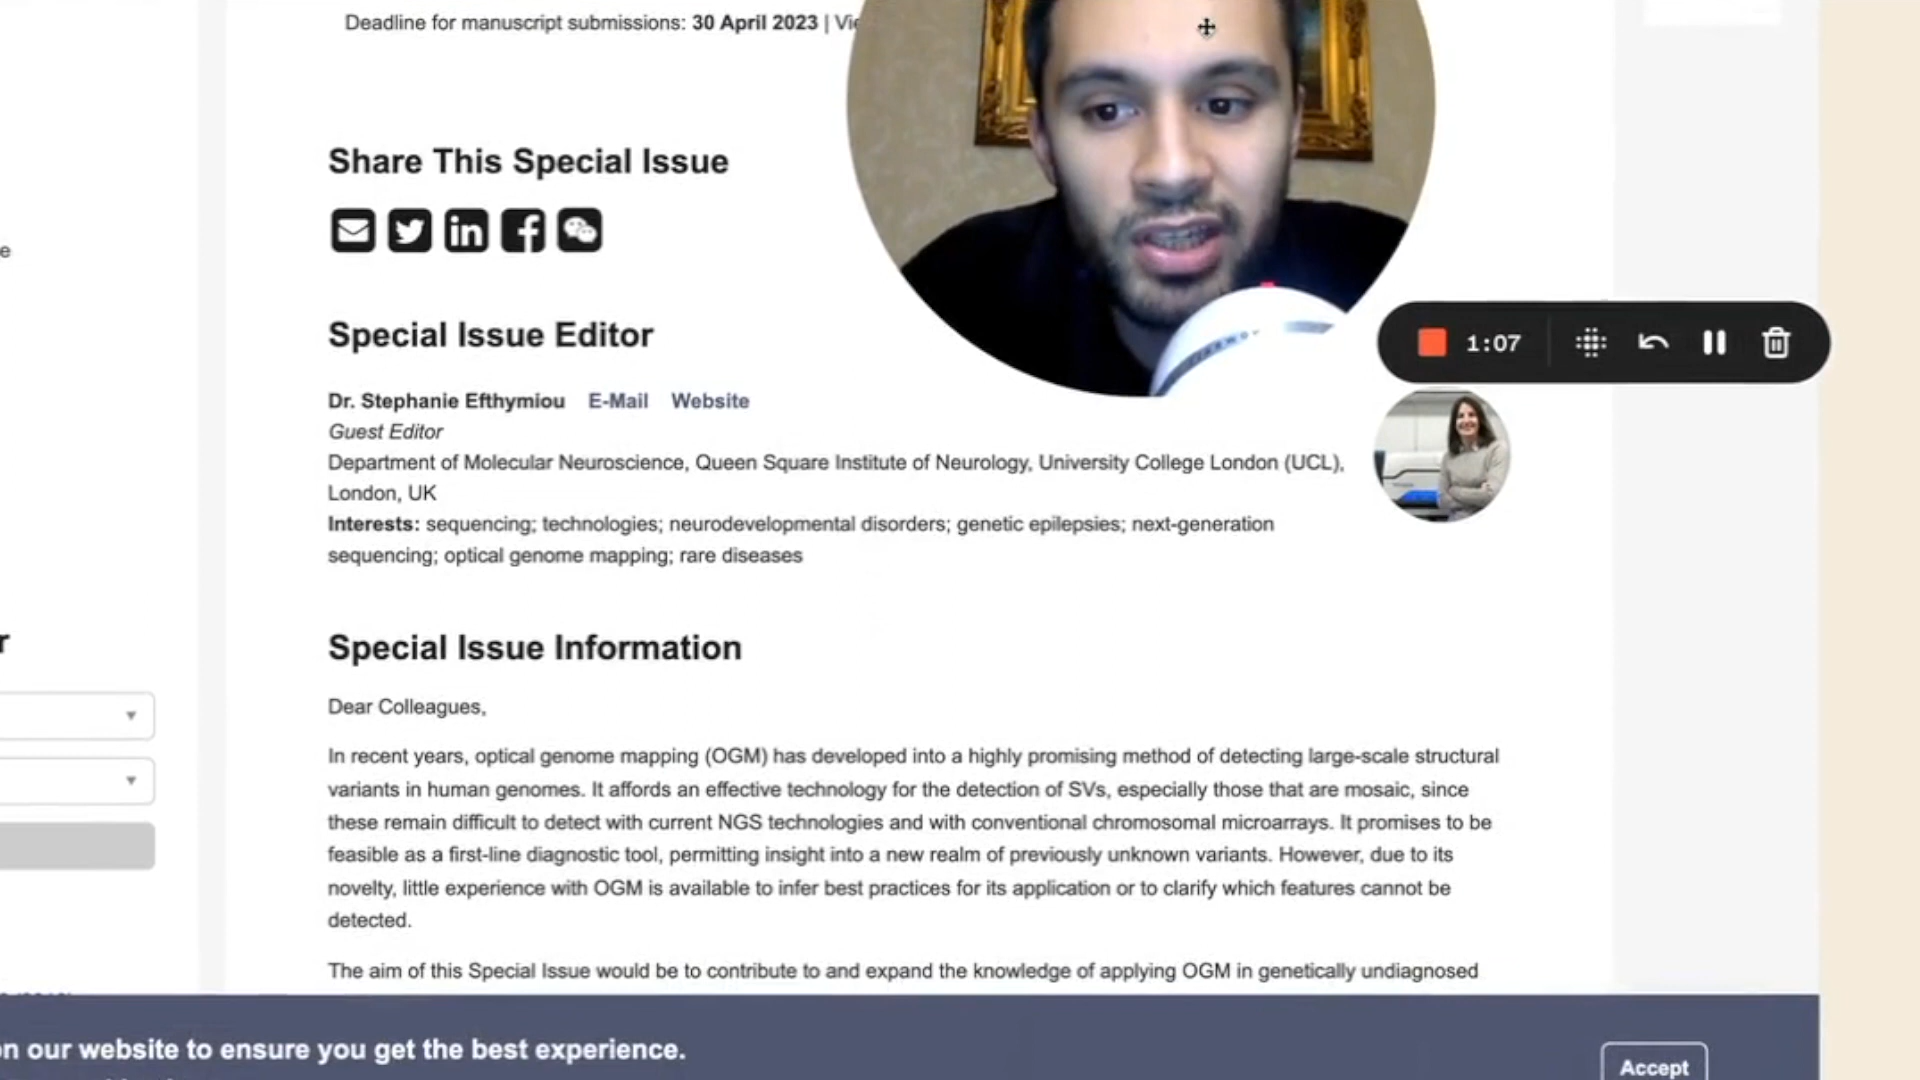 Deadline for manuscript submissions: 30 April 2023 |
Share This Special Issue
Special Issue Editor
1:07
Dr. Stephanie Efthymiou E-Mail Website
Guest Editor
Department of Molecular Neuroscience, Queen Square Institute of Neurology, University College London (UCL),
London, UK
Interests: sequencing; technologies; neurodevelopmental disorders; genetic epilepsies; next-generation
sequencing; optical genome mapping; rare diseases
Special Issue Information
Dear Colleagues,
In recent years, optical genome mapping (OGM) has developed into a highly promising method of detecting large-scale structural
variants in human genomes. It affords an effective technology for the detection of SVs, especially those that are mosaic, since
these remain difficult to detect with current NGS technologies and with conventional chromosomal microarrays. It promises to be
feasible as a first-line diagnostic tool, permitting insight into a new realm of previously unknown variants. However, due to its
novelty, little experience with OGM is available to infer best practices for its application or to clarify which features cannot be
detected.
The aim of this Special Issue would be to contribute to and expand the knowledge of applying OGM in genetically undiagnosed
on our website to ensure you get the best experience.
Accept